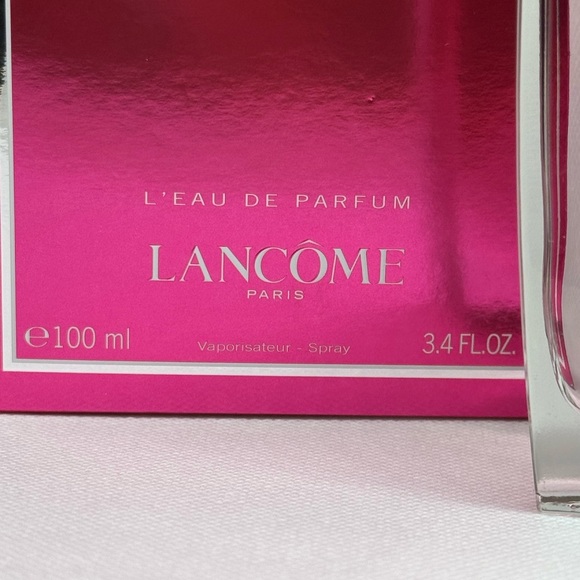 L'EAU DE PARFUM
LANCÔME
PARIS
℮100 ml Vaporisateur - Spray 3.4 FL.OZ.